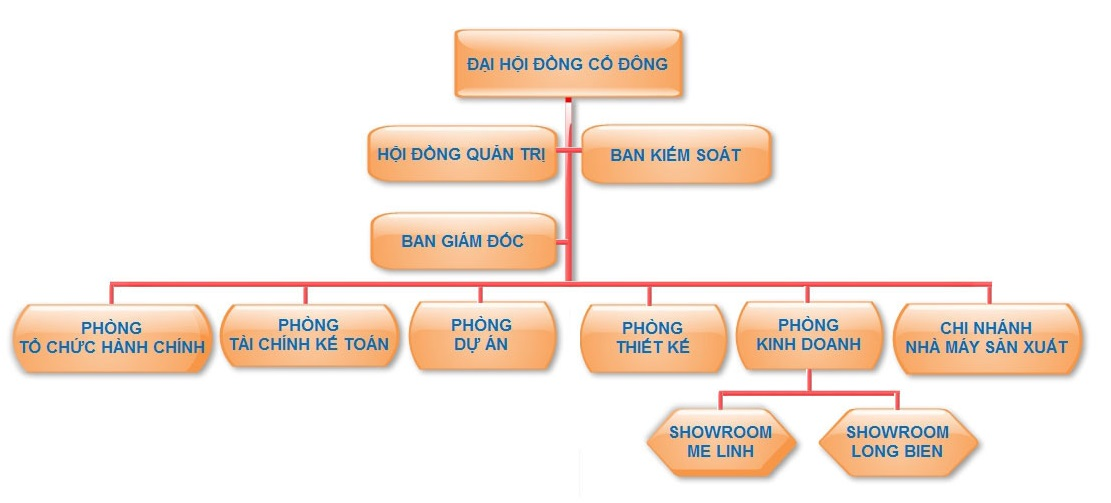 ĐẠI HỘI ĐỒNG CỔ ĐÔNG
HỘI ĐỒNG QUẢN TRỊ
BAN KIỂM SOÁT
BAN GIÁM ĐỐC
PHÒNG
TỔ CHỨC HÀNH CHÍNH
PHÒNG
TÀI CHÍNH KẾ TOÁN
PHÒNG
DỰ ÁN
PHÒNG
THIẾT KẾ
PHÒNG
KINH DOANH
CHI NHÁNH
NHÀ MÁY SẢN XUẤT
SHOWROOM
ME LINH
SHOWROOM
LONG BIEN